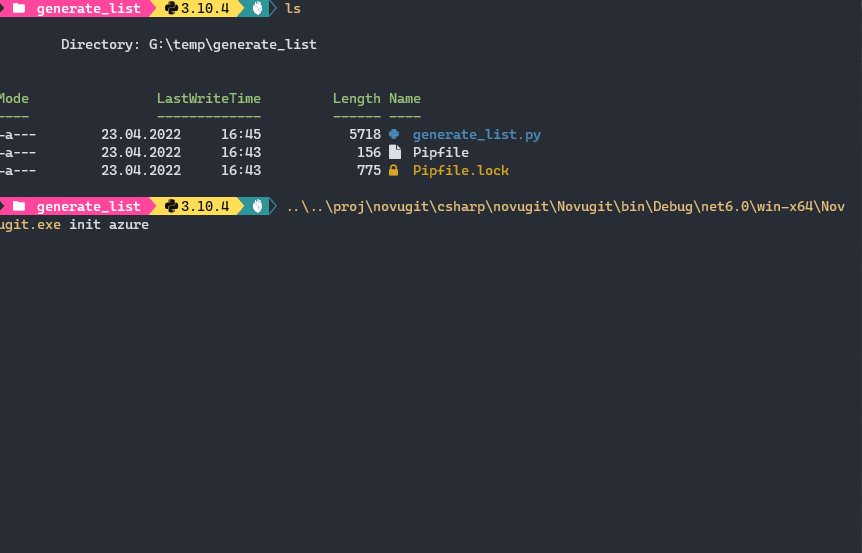 generate_list 3.10.4 ls
Directory: G:\temp\generate_list
Mode LastWriteTime Length Name
---- ------------- ------ ----
-a--- 23.04.2022 16:45 5718 generate_list.py
-a--- 23.04.2022 16:43 156 Pipfile
-a--- 23.04.2022 16:43 775 Pipfile.lock
generate_list 3.10.4 ..\..\proj\novugit\csharp\novugit\Novugit\bin\Debug\net6.0\win-x64\Nov
ugit.exe init azure